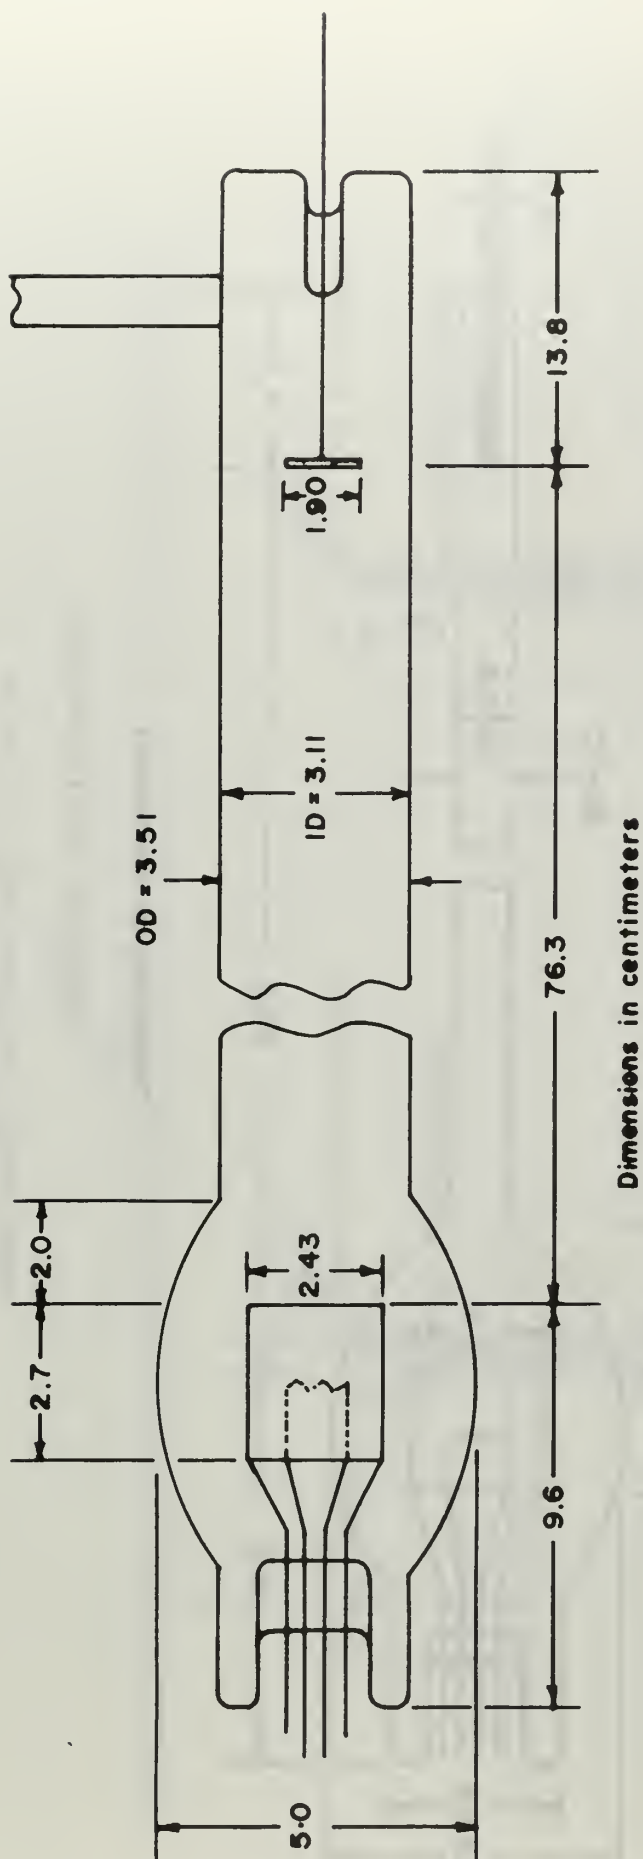 OD = 3.51
ID = 3.11
1.90
13.8
76.3
2.0
2.7
2.43
9.6
5.0
Dimensions in centimeters